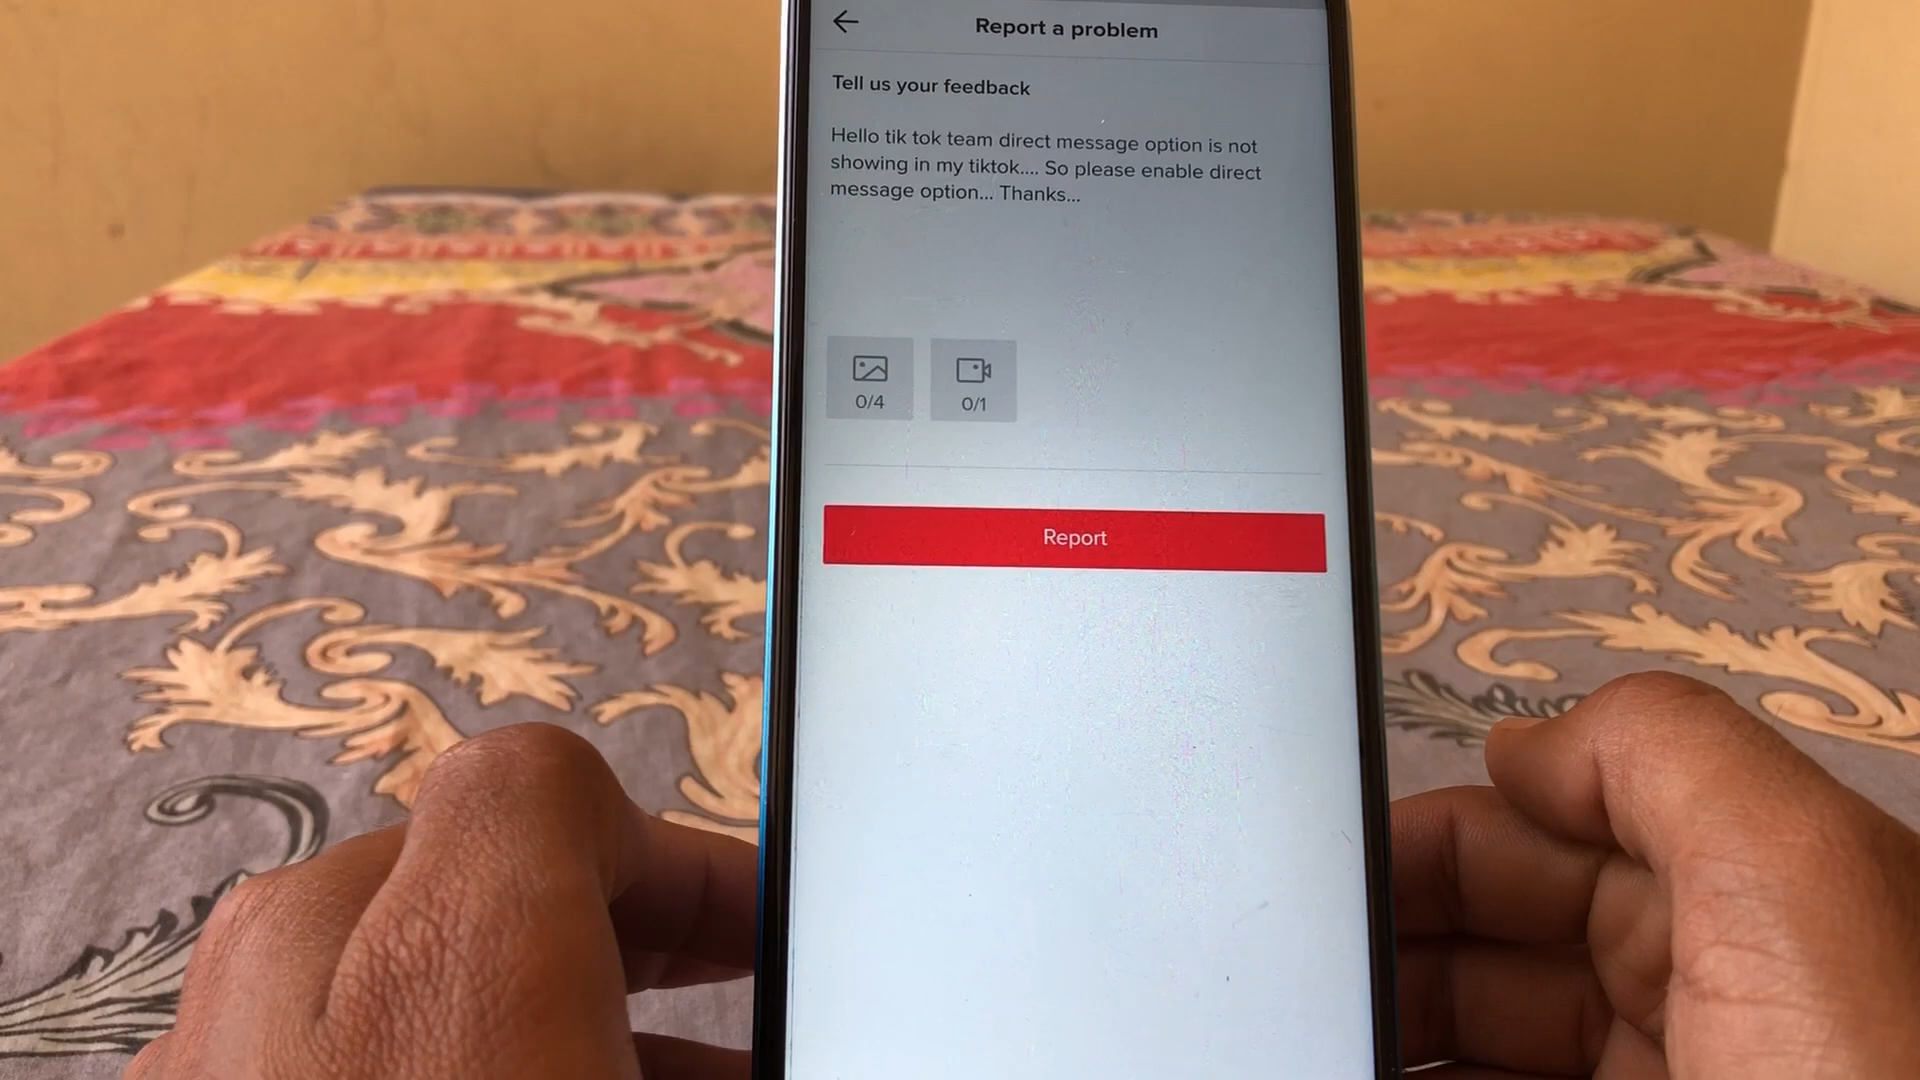 Report a problem
Tell us your feedback
Hello tik tok team direct message option is not
showing in my tiktok.... So please enable direct
message option... Thanks...
0/4
0/1
Report